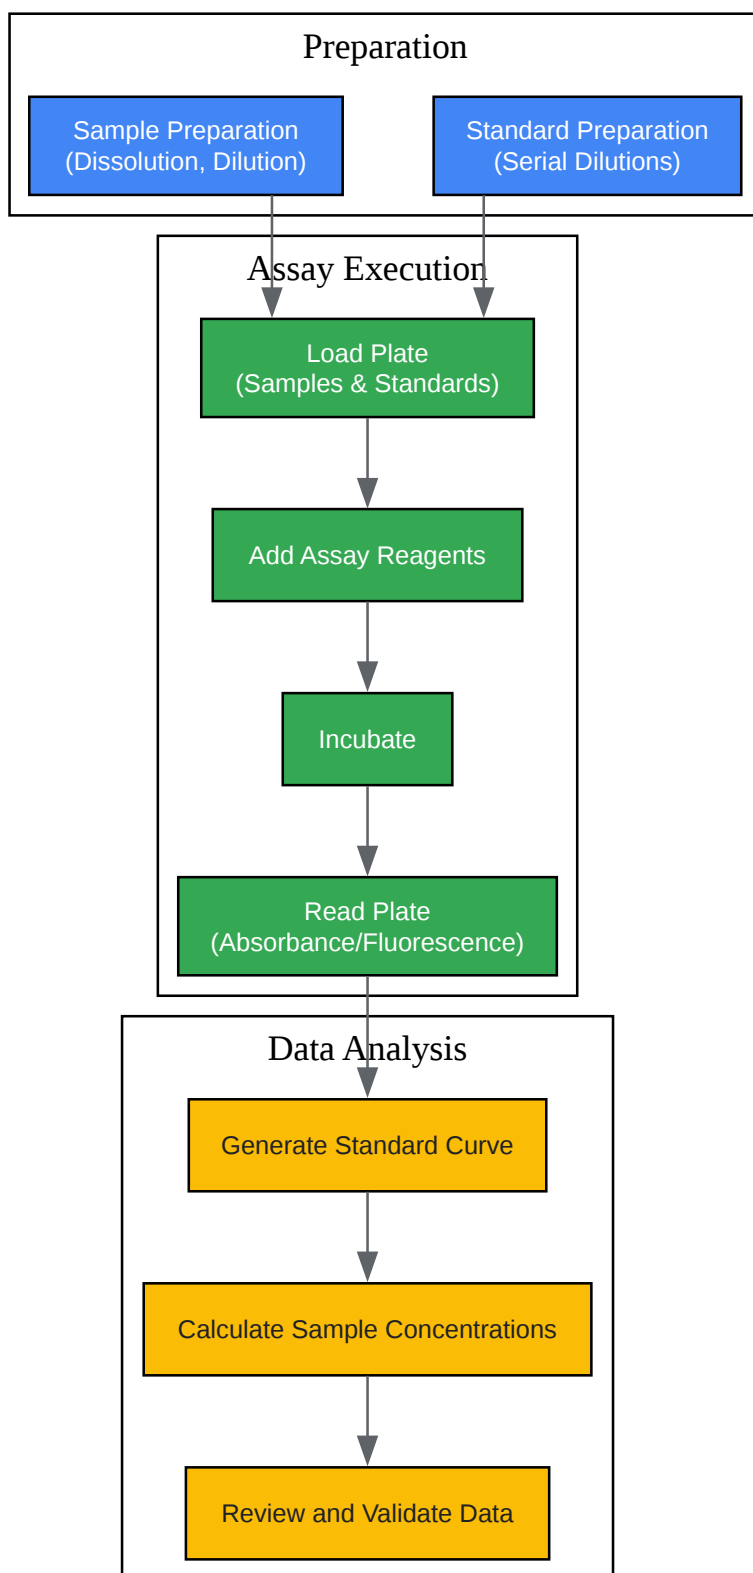 Preparation
Sample Preparation
(Dissolution, Dilution)
Standard Preparation
(Serial Dilutions)
Assay Execution
Load Plate
(Samples & Standards)
Add Assay Reagents
Incubate
Read Plate
(Absorbance/Fluorescence)
Data Analysis
Generate Standard Curve
Calculate Sample Concentrations
Review and Validate Data